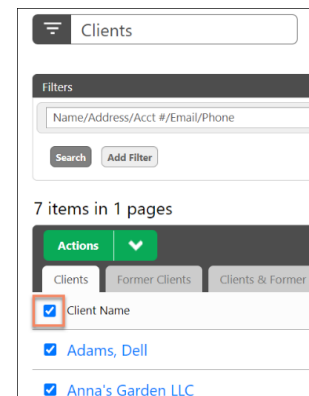 Clients
Filters
Name/Address/Acct #/Email/Phone
Search Add Filter
7 items in 1 pages
Actions
Clients Former Clients Clients & Former
Client Name
Adams, Dell
Anna's Garden LLC